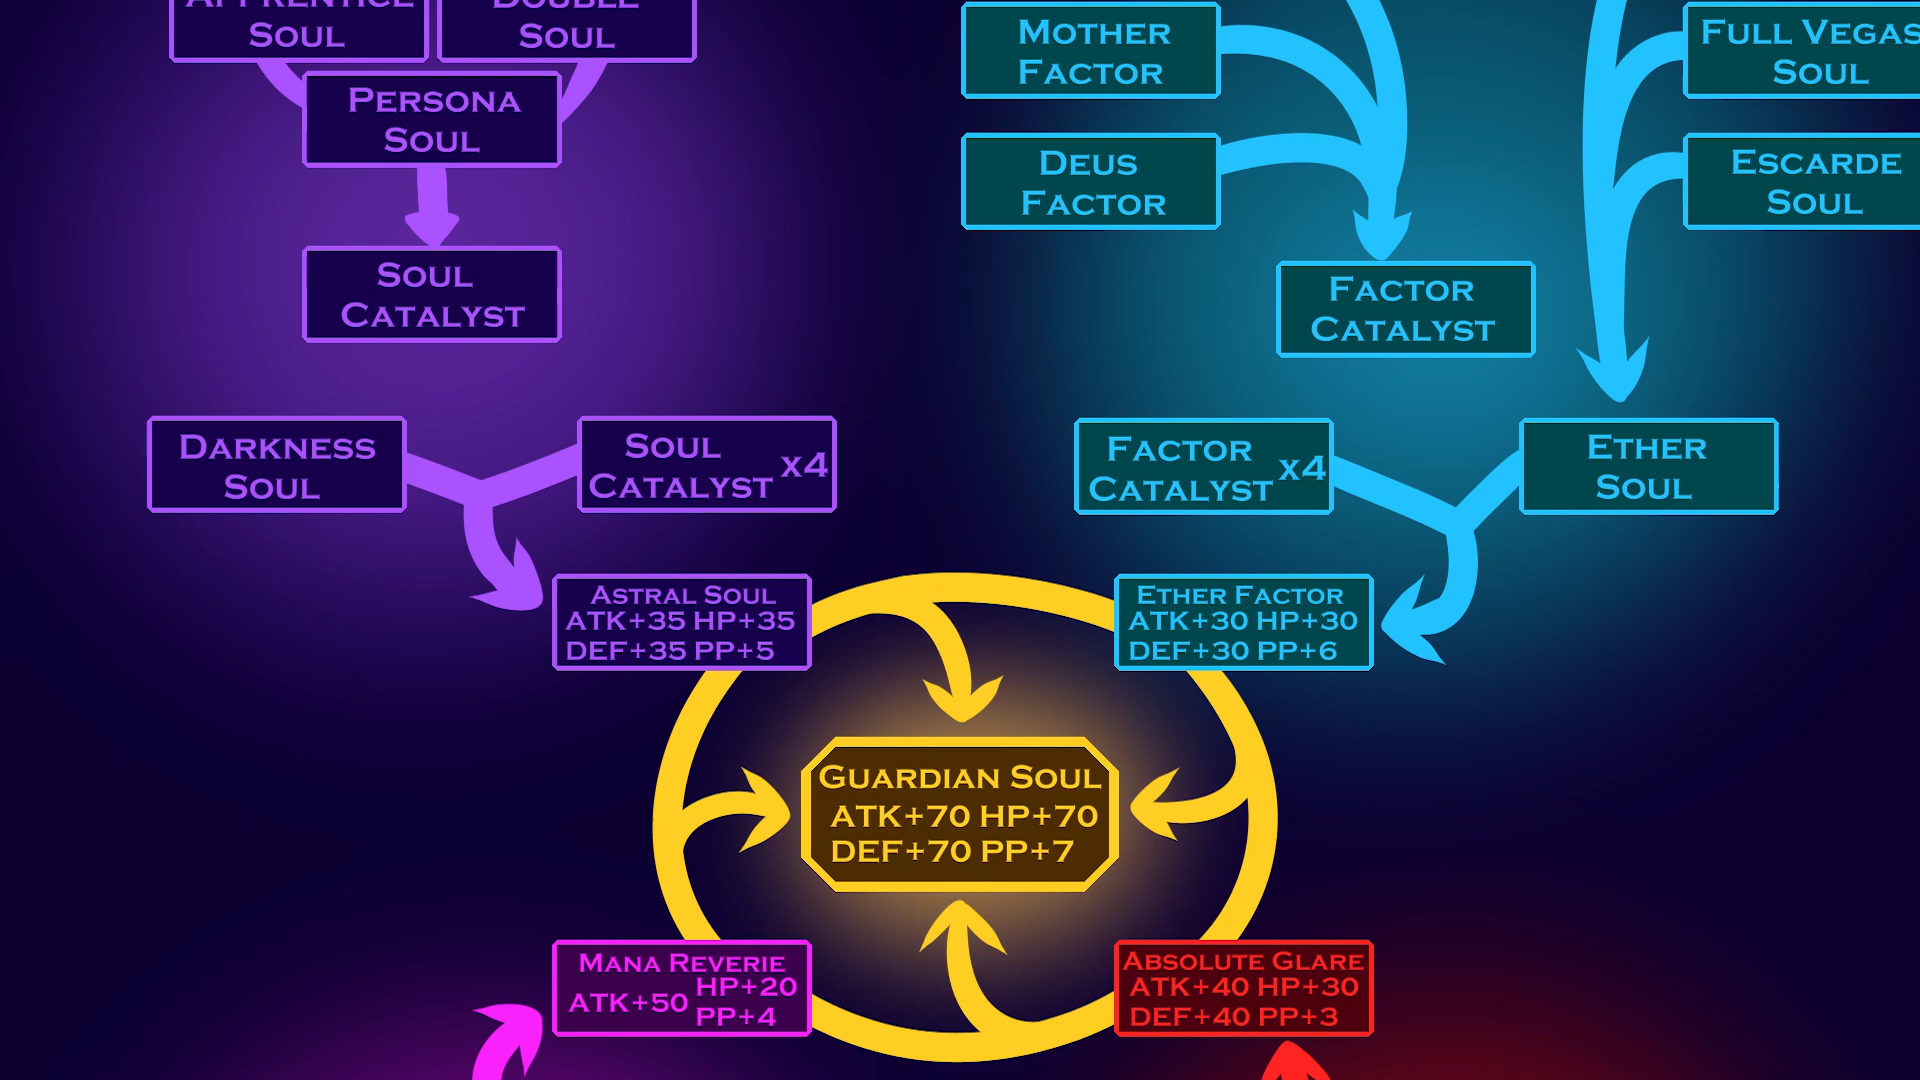 APPRENTICE
SOUL
DOUBLE
SOUL
PERSONA
SOUL
SOUL
CATALYST
MOTHER
FACTOR
DEUS
FACTOR
FULL VEGAS
SOUL
ESCARDE
SOUL
FACTOR
CATALYST
DARKNESS
SOUL
SOUL
CATALYST x4
FACTOR
CATALYST x4
ETHER
SOUL
ASTRAL SOUL
ATK+35 HP+35
DEF+35 PP+5
ETHER FACTOR
ATK+30 HP+30
DEF+30 PP+6
GUARDIAN SOUL
ATK+70 HP+70
DEF+70 PP+7
MANA REVERIE
ATK+50 HP+20
PP+4
ABSOLUTE GLARE
ATK+40 HP+30
DEF+40 PP+3